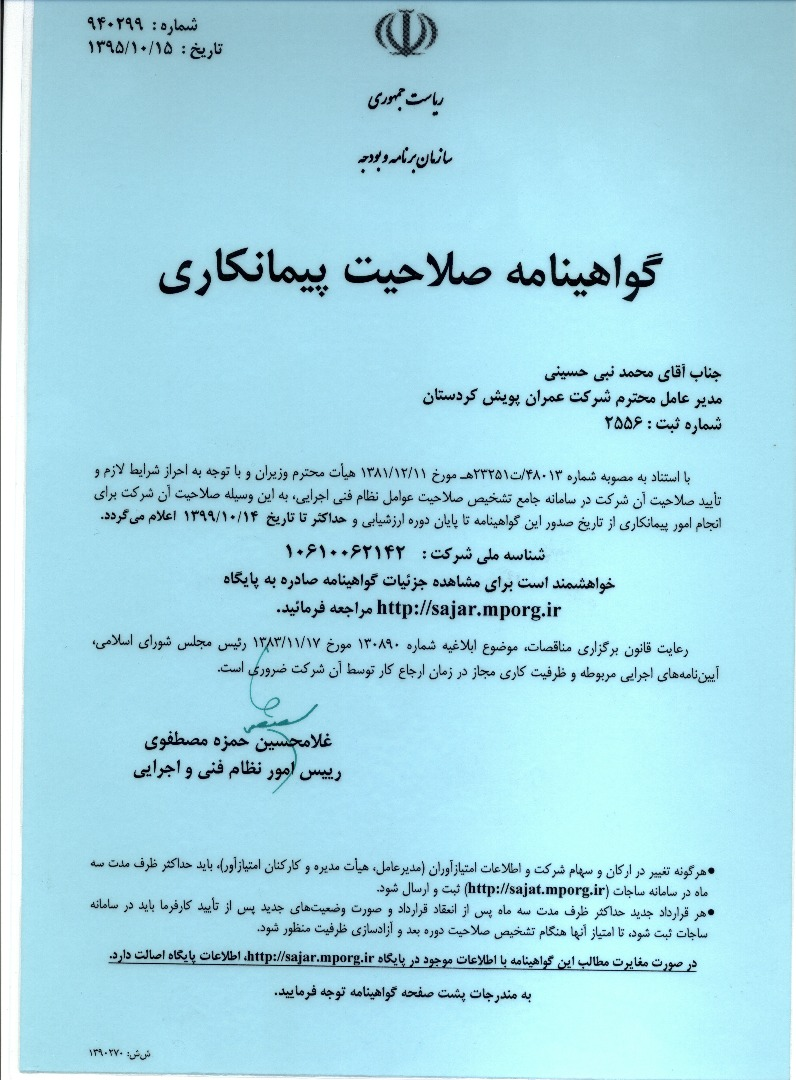 شماره : ۹۴۰۲۹۹
تاریخ : ۱۳۹۵/۱۰/۱۵
ریاست جمهوری
سازمان برنامه و بودجه
گواهینامه صلاحیت پیمانکاری
جناب آقای محمد نبی حسینی
مدیر عامل محترم شرکت عمران پویش کردستان
شماره ثبت : ۲۵۵۶
با استناد به مصوبه شماره ۴۸۰۱۳/ت۲۳۲۵۱هـ مورخ ۱۳۸۱/۱۲/۱۱ هیأت محترم وزیران و با توجه به احراز شرایط لازم و
تأیید صلاحیت آن شرکت در سامانه جامع تشخیص صلاحیت عوامل نظام فنی اجرایی، به این وسیله صلاحیت آن شرکت برای
انجام امور پیمانکاری از تاریخ صدور این گواهینامه تا پایان دوره ارزشیابی و حداکثر تا تاریخ ۱۳۹۹/۱۰/۱۴ اعلام می‌گردد.
شناسه ملی شرکت : ۱۰۶۱۰۰۶۲۱۴۲
خواهشمند است برای مشاهده جزئیات گواهینامه صادره به پایگاه
http://sajar.mporg.ir مراجعه فرمائید.
رعایت قانون برگزاری مناقصات، موضوع ابلاغیه شماره ۱۳۰۸۹۰ مورخ ۱۳۸۳/۱۱/۱۷ رئیس مجلس شورای اسلامی،
آیین‌نامه‌های اجرایی مربوطه و ظرفیت کاری مجاز در زمان ارجاع کار توسط آن شرکت ضروری است.
غلامحسین حمزه مصطفوی
رییس امور نظام فنی و اجرایی
●هرگونه تغییر در ارکان و سهام شرکت و اطلاعات امتیازآوران (مدیرعامل، هیأت مدیره و کارکنان امتیازآور)، باید حداکثر ظرف مدت سه
ماه در سامانه ساجات (http://sajat.mporg.ir) ثبت و ارسال شود.
●هر قرارداد جدید حداکثر ظرف مدت سه ماه پس از انعقاد قرارداد و صورت وضعیت‌های جدید پس از تأیید کارفرما باید در سامانه
ساجات ثبت شود، تا امتیاز آنها هنگام تشخیص صلاحیت دوره بعد و آزادسازی ظرفیت منظور شود.
در صورت مغایرت مطالب این گواهینامه با اطلاعات موجود در پایگاه http://sajar.mporg.ir، اطلاعات پایگاه اصالت دارد.
به مندرجات پشت صفحه گواهینامه توجه فرمایید.
ش‌ش: ۱۳۹۰۲۷۰